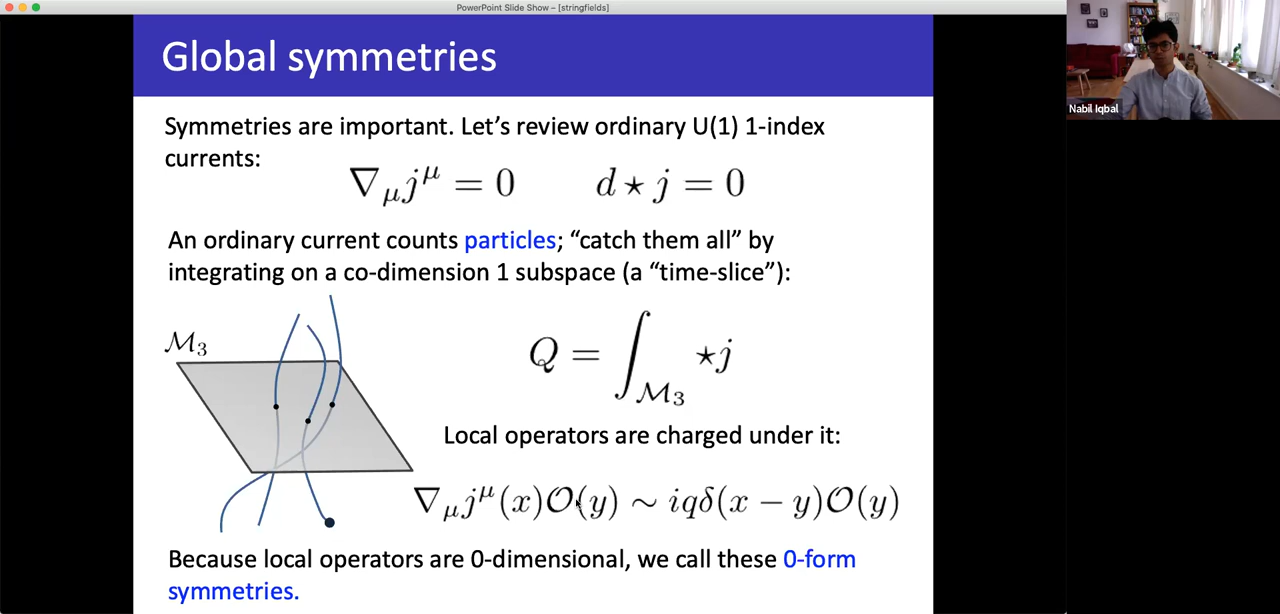 PowerPoint Slide Show – [stringfields]
Global symmetries
Nabil Iqbal
Symmetries are important. Let’s review ordinary U(1) 1-index
currents:
∇_μ j^μ = 0    d ⋆ j = 0
An ordinary current counts particles; “catch them all” by
integrating on a co-dimension 1 subspace (a “time-slice”):
ℳ₃
Q = ∫_{ℳ₃} ⋆j
Local operators are charged under it:
∇_μ j^μ(x)𝒪(y) ∼ iqδ(x − y)𝒪(y)
Because local operators are 0-dimensional, we call these 0-form
symmetries.